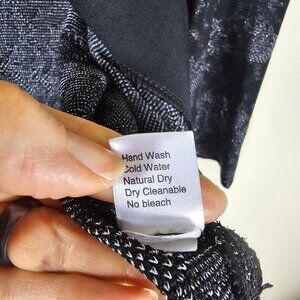 Hand Wash
Cold Water
Natural Dry
Dry Cleanable
No bleach